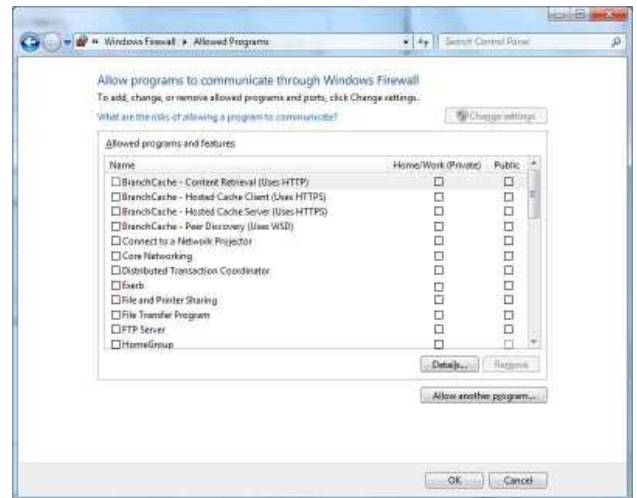 « Windows Firewall ▸ Allowed Programs
Search Control Panel
Allow programs to communicate through Windows Firewall
To add, change, or remove allowed programs and ports, click Change settings.
What are the risks of allowing a program to communicate?
Change settings
Allowed programs and features
Name Home/Work (Private) Public
BranchCache - Content Retrieval (Uses HTTP)
BranchCache - Hosted Cache Client (Uses HTTPS)
BranchCache - Hosted Cache Server (Uses HTTPS)
BranchCache - Peer Discovery (Uses WSD)
Connect to a Network Projector
Core Networking
Distributed Transaction Coordinator
Exerb
File and Printer Sharing
File Transfer Program
FTP Server
HomeGroup
Details... Remove
Allow another program...
OK Cancel